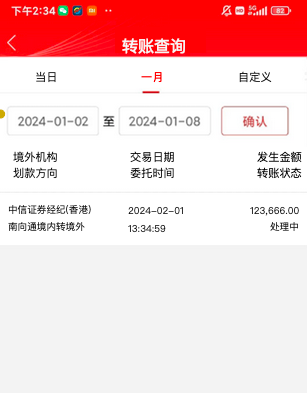 下午2:34
转账查询
当日 一月 自定义
2024-01-02 至 2024-01-08 确认
境外机构 交易日期 发生金额
划款方向 委托时间 转账状态
中信证券经纪(香港) 2024-02-01 123,666.00
南向通境内转境外 13:34:59 处理中